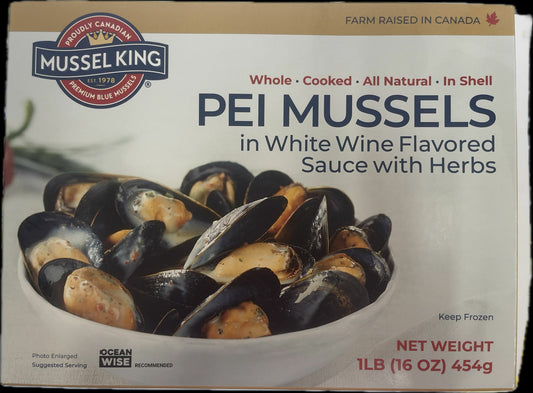 FARM RAISED IN CANADA
PROUDLY CANADIAN
MUSSEL KING
EST. 1978
PREMIUM BLUE MUSSELS
®
Whole · Cooked · All Natural · In Shell
PEI MUSSELS
in White Wine Flavored
Sauce with Herbs
Keep Frozen
NET WEIGHT
1LB (16 OZ) 454g
Photo Enlarged
Suggested Serving
OCEAN
WISE
RECOMMENDED